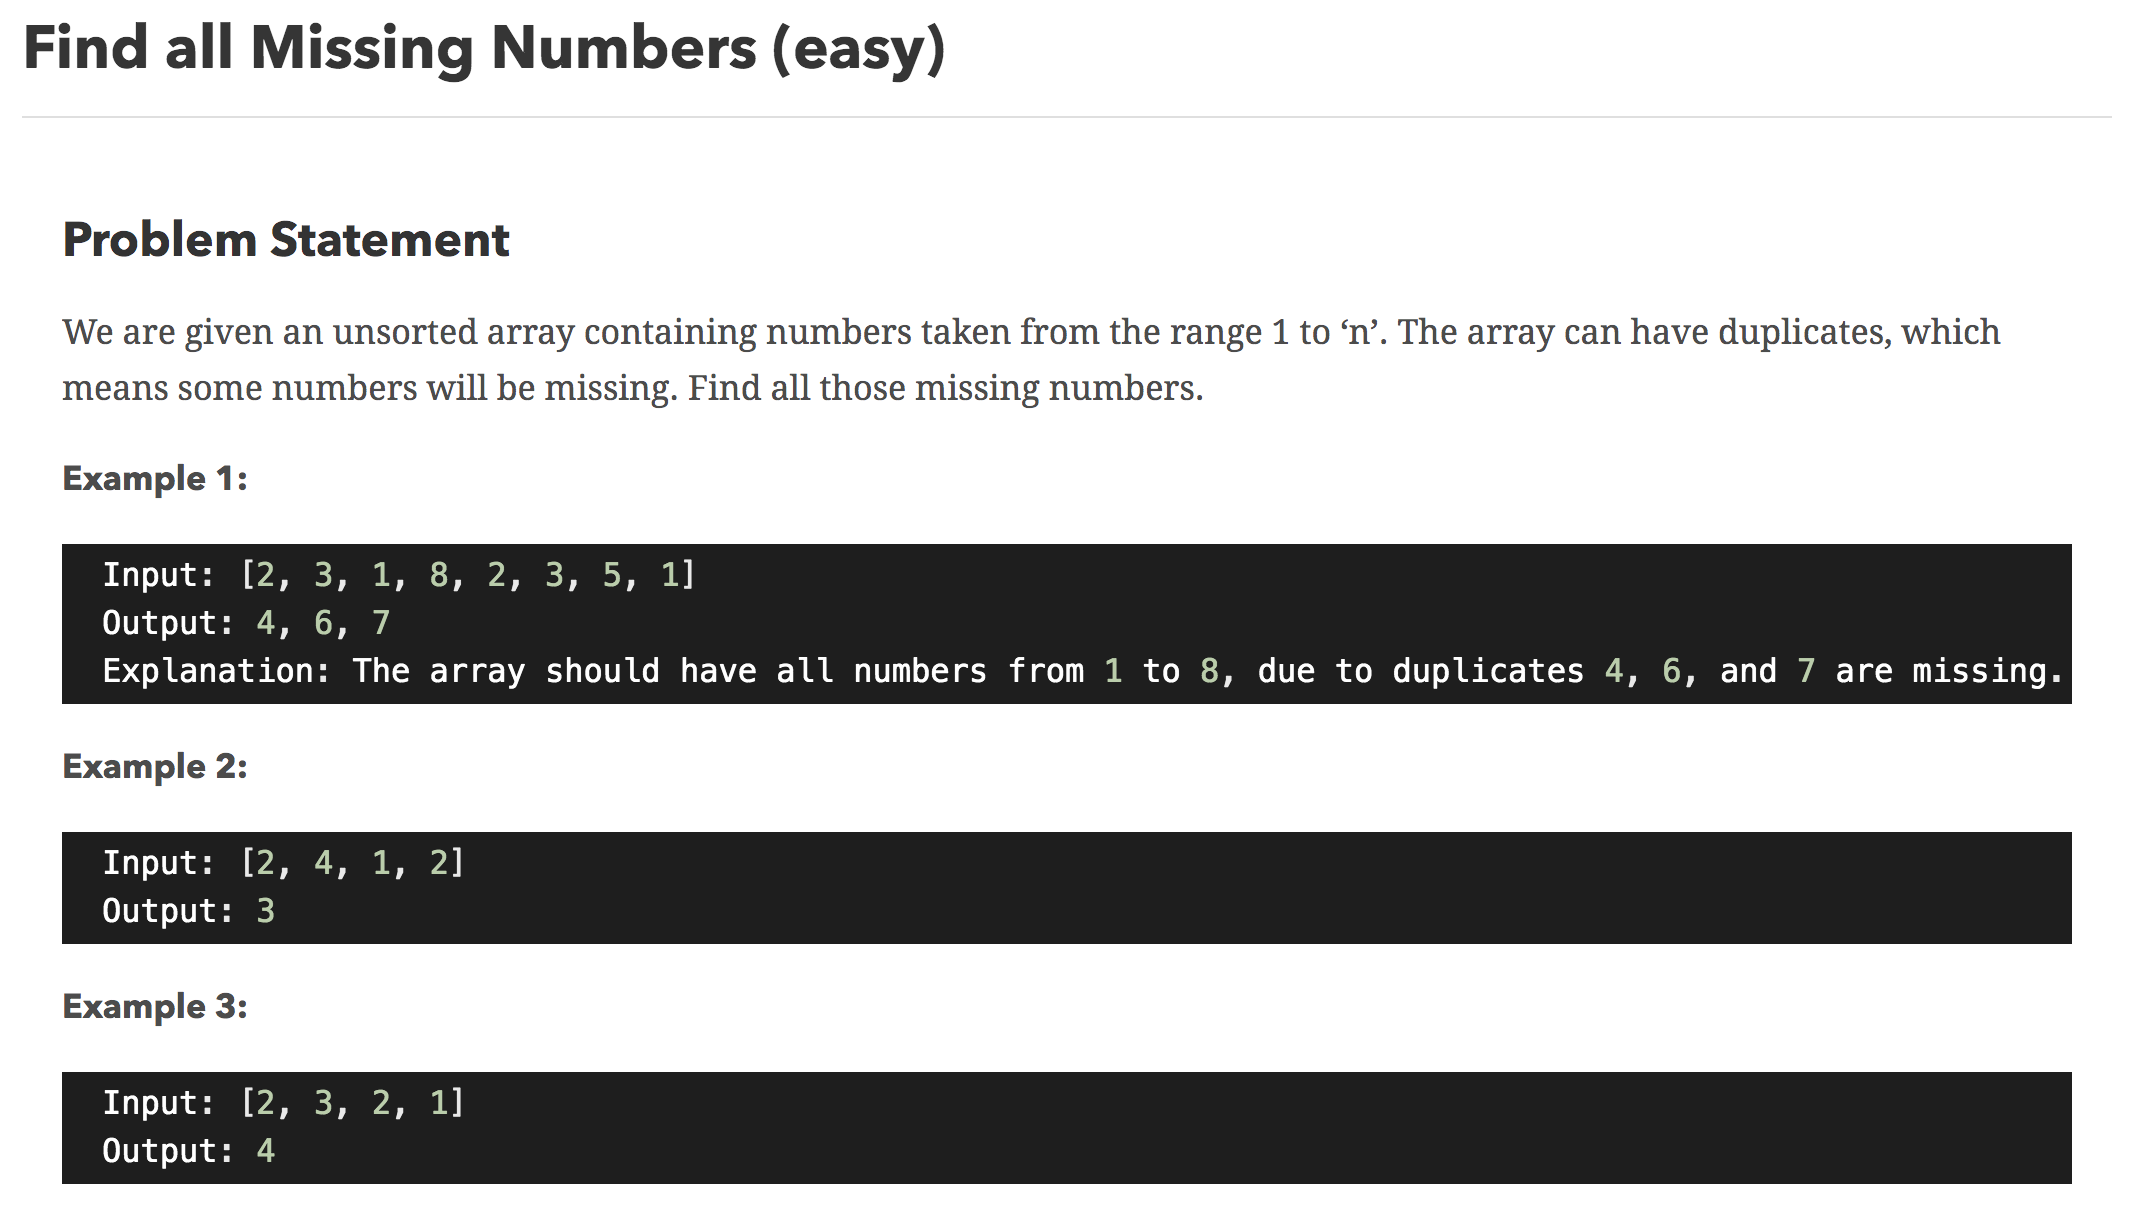 Find all Missing Numbers (easy)
Problem Statement
We are given an unsorted array containing numbers taken from the range 1 to ‘n’. The array can have duplicates, which
means some numbers will be missing. Find all those missing numbers.
Example 1:
Input: [2, 3, 1, 8, 2, 3, 5, 1]
Output: 4, 6, 7
Explanation: The array should have all numbers from 1 to 8, due to duplicates 4, 6, and 7 are missing.
Example 2:
Input: [2, 4, 1, 2]
Output: 3
Example 3:
Input: [2, 3, 2, 1]
Output: 4